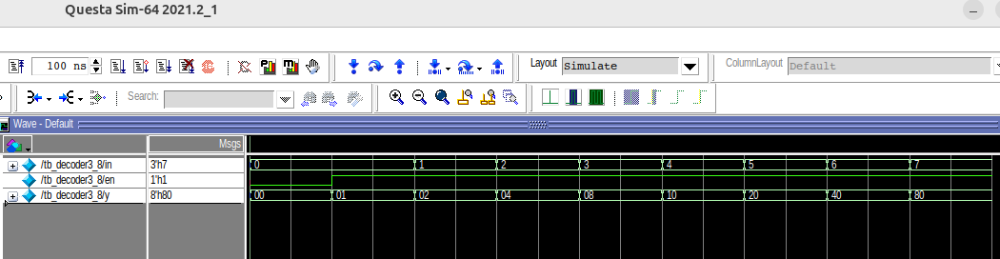 Questa Sim-64 2021.2_1
100 ns Layout Simulate ColumnLayout Default
Search:
Wave - Default
Msgs
/tb_decoder3_8/in 3'h7 0 1 2 3 4 5 6 7
/tb_decoder3_8/en 1'h1
/tb_decoder3_8/y 8'h80 00 01 02 04 08 10 20 40 80